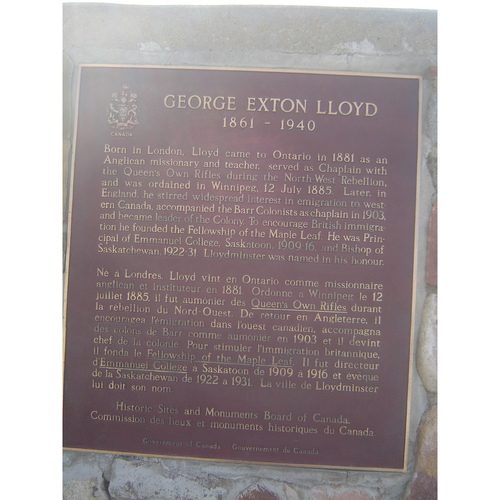 CANADA
GEORGE EXTON LLOYD
1861 - 1940
Born in London, Lloyd came to Ontario in 1881 as an
Anglican missionary and teacher, served as Chaplain with
the Queen's Own Rifles during the North West Rebellion,
and was ordained in Winnipeg, 12 July 1885. Later, in
England, he stirred widespread interest in emigration to west-
ern Canada, accompanied the Barr Colonists as chaplain in 1903,
and became leader of the Colony. To encourage British immigra-
tion he founded the Fellowship of the Maple Leaf. He was Prin-
cipal of Emmanuel College, Saskatoon, 1909-16, and Bishop of
Saskatchewan, 1922-31. Lloydminster was named in his honour.
Né a Londres, Lloyd vint en Ontario comme missionnaire
anglican et instituteur en 1881. Ordonne a Winnipeg le 12
juillet 1885, il fut aumônier des Queen's Own Rifles durant
la rébellion du Nord-Ouest. De retour en Angleterre, il
encouragea l'émigration dans l'ouest canadien, accompagna
des colons de Barr comme aumônier en 1903 et il devint
chef de la colonie. Pour stimuler l'immigration britannique,
il fonda le Fellowship of the Maple Leaf. Il fut directeur
d'Emmanuel College a Saskatoon de 1909 a 1916 et évêque
de la Saskatchewan de 1922 a 1931. La ville de Lloydminster
lui doit son nom.
Historic Sites and Monuments Board of Canada.
Commission des lieux et monuments historiques du Canada.
Government of Canada Gouvernement du Canada